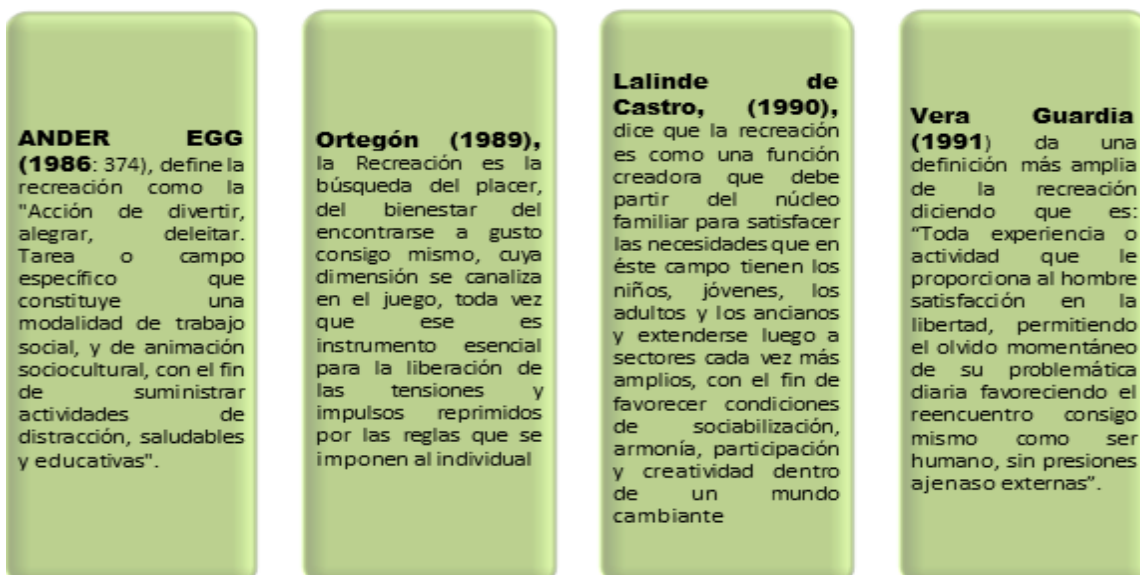 ANDER EGG
(1986: 374), define la
recreación como la
"Acción de divertir,
alegrar, deleitar.
Tarea o campo
específico que
constituye una
modalidad de trabajo
social, y de animación
sociocultural, con el fin
de suministrar
actividades de
distracción, saludables
y educativas".
Ortegón (1989),
la Recreación es la
búsqueda del placer,
del bienestar del
encontrarse a gusto
consigo mismo, cuya
dimensión se canaliza
en el juego, toda vez
que ese es
instrumento esencial
para la liberación de
las tensiones y
impulsos reprimidos
por las reglas que se
imponen al individual
Lalinde de
Castro, (1990),
dice que la recreación
es como una función
creadora que debe
partir del núcleo
familiar para satisfacer
las necesidades que en
éste campo tienen los
niños, jóvenes, los
adultos y los ancianos
y extenderse luego a
sectores cada vez más
amplios, con el fin de
favorecer condiciones
de sociabilización,
armonía, participación
y creatividad dentro
de un mundo
cambiante
Vera Guardia
(1991) da una
definición más amplia
de la recreación
diciendo que es:
“Toda experiencia o
actividad que le
proporciona al hombre
satisfacción en la
libertad, permitiendo
el olvido momentáneo
de su problemática
diaria favoreciendo el
reencuentro consigo
mismo como ser
humano, sin presiones
ajenaso externas”.